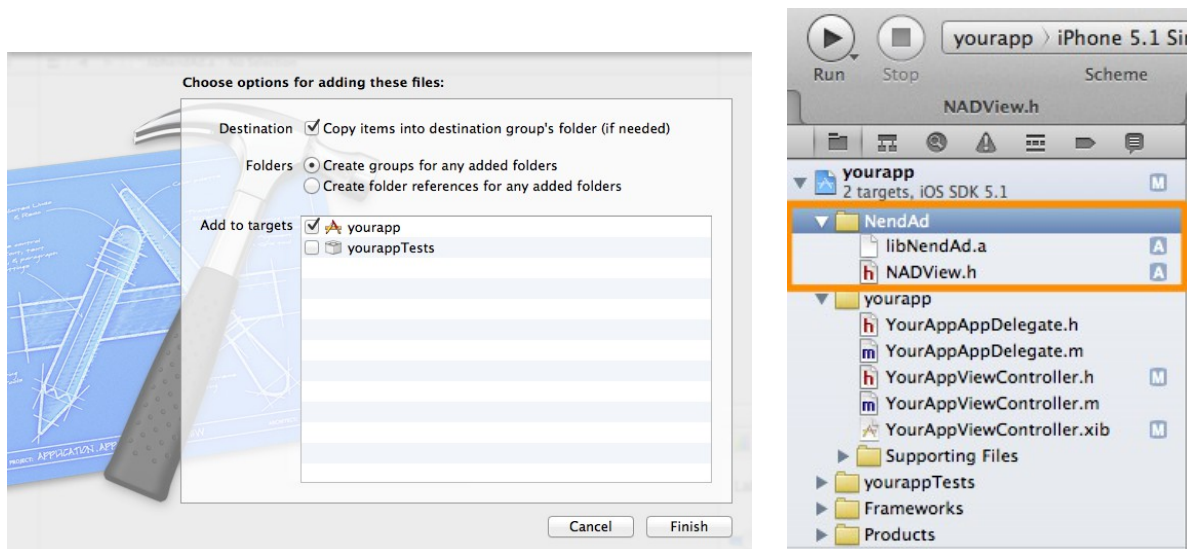 Choose options for adding these files:
Destination Copy items into destination group's folder (if needed)
Folders Create groups for any added folders
Create folder references for any added folders
Add to targets yourapp
yourappTests
PROJECT: APPLICATION.APP
Cancel Finish
yourapp iPhone 5.1 Si
Run Stop Scheme
NADView.h
yourapp
2 targets, iOS SDK 5.1 M
NendAd
libNendAd.a A
h NADView.h A
yourapp
h YourAppAppDelegate.h
m YourAppAppDelegate.m
h YourAppViewController.h M
m YourAppViewController.m
YourAppViewController.xib M
Supporting Files
yourappTests
Frameworks
Products